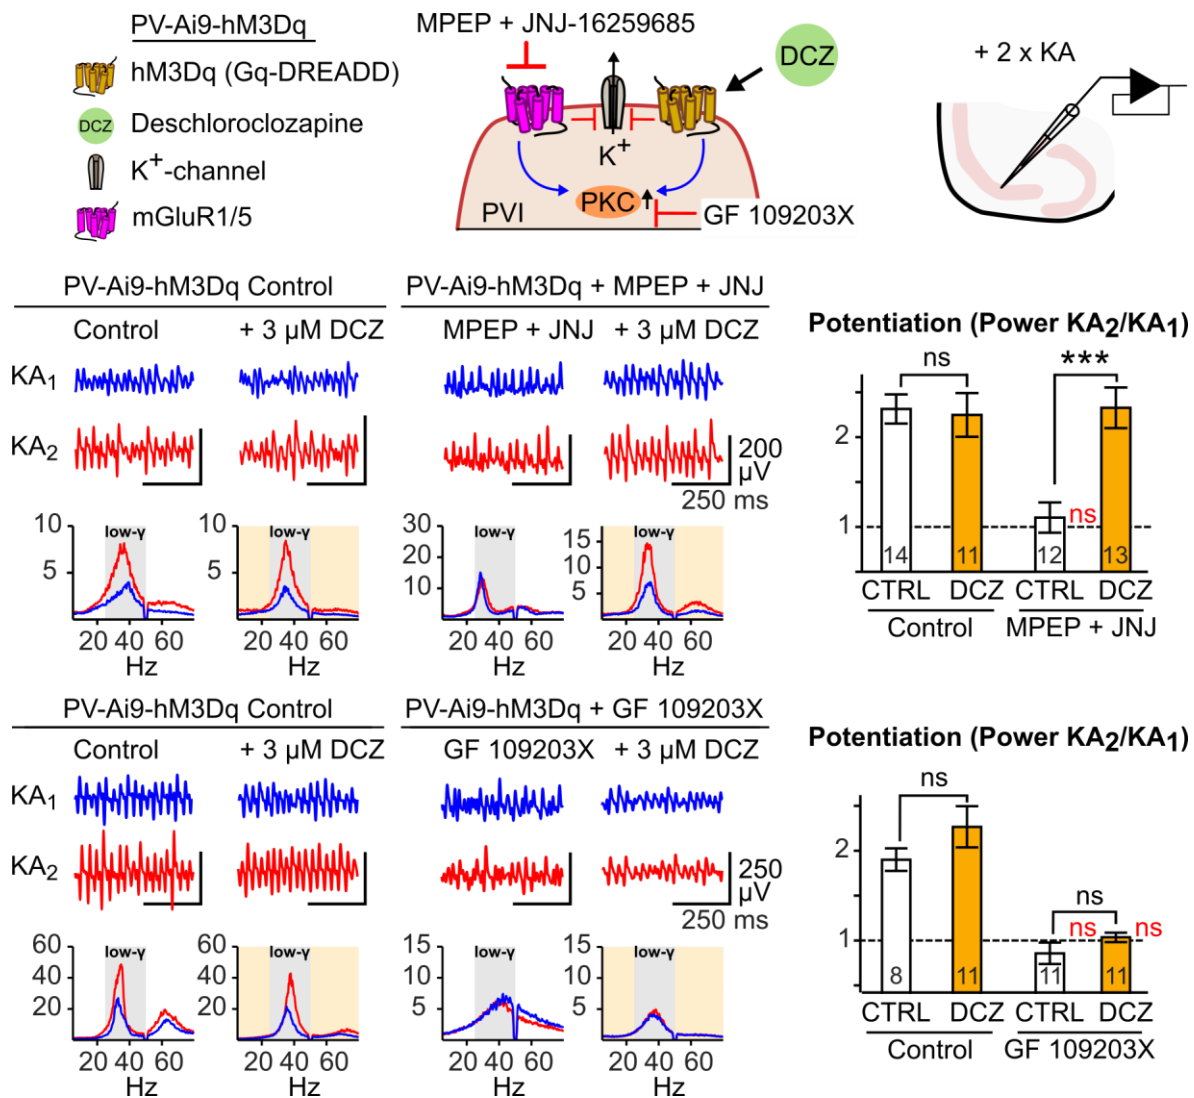 PV-Ai9-hM3Dq
hM3Dq (Gq-DREADD)
DCZ Deschloroclozapine
K+-channel
mGluR1/5
MPEP + JNJ-16259685
DCZ
K+
PKC
PVI
GF 109203X
+ 2 x KA
PV-Ai9-hM3Dq Control
PV-Ai9-hM3Dq + MPEP + JNJ
Control
+ 3 µM DCZ
MPEP + JNJ
+ 3 µM DCZ
KA1
KA2
200
µV
250 ms
10
5
low-γ
20 40 60
Hz
10
5
low-γ
20 40 60
Hz
30
20
10
low-γ
20 40 60
Hz
15
10
5
low-γ
20 40 60
Hz
Potentiation (Power KA2/KA1)
ns
***
2
1
ns
14
11
12
13
CTRL DCZ CTRL DCZ
Control MPEP + JNJ
PV-Ai9-hM3Dq Control
PV-Ai9-hM3Dq + GF 109203X
Control
+ 3 µM DCZ
GF 109203X
+ 3 µM DCZ
KA1
KA2
250
µV
250 ms
60
40
20
low-γ
20 40 60
Hz
60
40
20
low-γ
20 40 60
Hz
15
10
5
low-γ
20 40 60
Hz
15
10
5
low-γ
20 40 60
Hz
Potentiation (Power KA2/KA1)
ns
2
ns
1
ns
ns
8
11
11
11
CTRL DCZ CTRL DCZ
Control GF 109203X